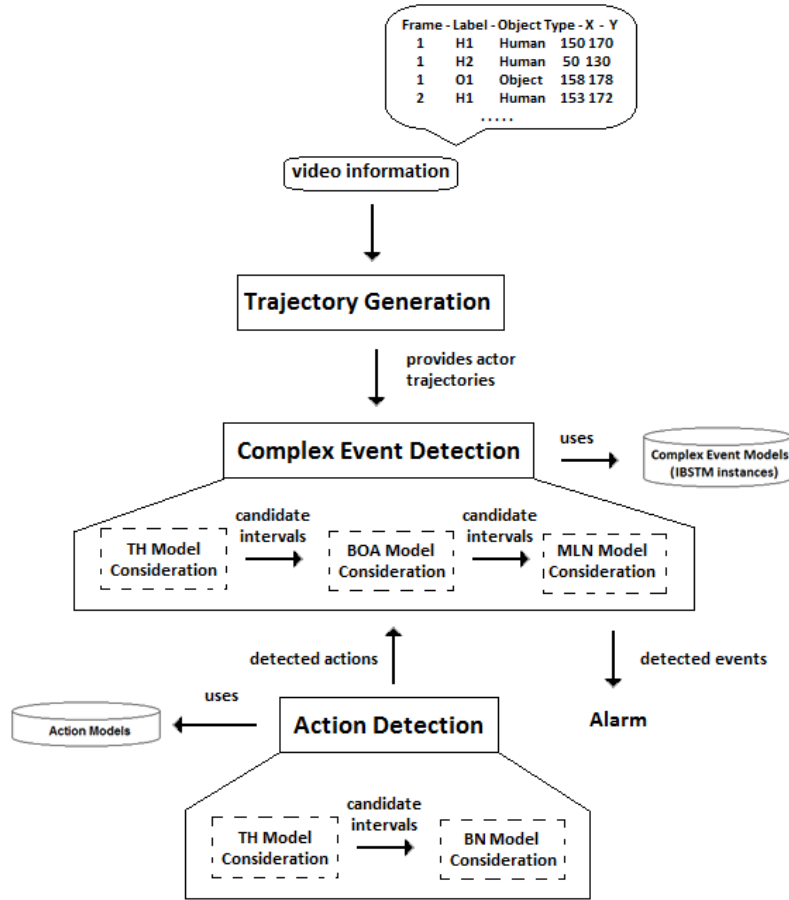 Frame - Label - Object Type - X - Y
1 H1 Human 150 170
1 H2 Human 50 130
1 O1 Object 158 178
2 H1 Human 153 172
. . . . .
video information
Trajectory Generation
provides actor
trajectories
Complex Event Detection
uses
Complex Event Models
(IBSTM instances)
candidate
intervals
candidate
intervals
TH Model
Consideration
BOA Model
Consideration
MLN Model
Consideration
detected actions
detected events
uses
Action Models
Action Detection
Alarm
candidate
intervals
TH Model
Consideration
BN Model
Consideration